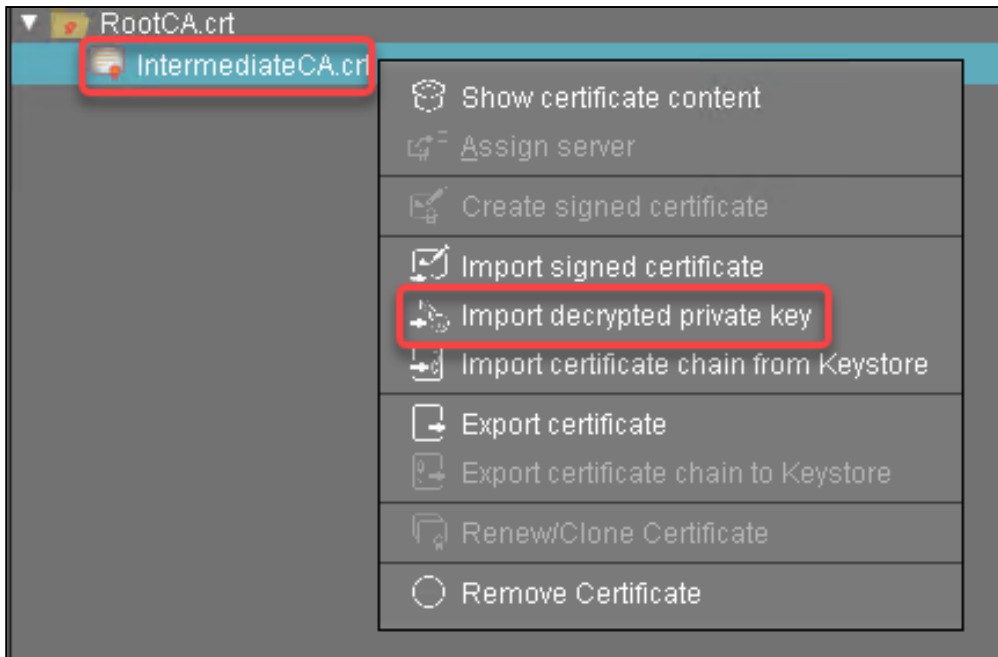 RootCA.crt
IntermediateCA.crt
Show certificate content
Assign server
Create signed certificate
Import signed certificate
Import decrypted private key
Import certificate chain from Keystore
Export certificate
Export certificate chain to Keystore
Renew/Clone Certificate
Remove Certificate